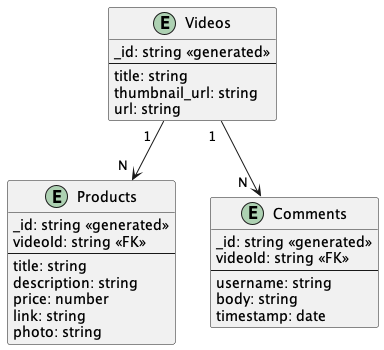 E Videos
_id: string «generated»
title: string
thumbnail_url: string
url: string
1
1
N
N
E Products
_id: string «generated»
videoId: string «FK»
title: string
description: string
price: number
link: string
photo: string
E Comments
_id: string «generated»
videoId: string «FK»
username: string
body: string
timestamp: date